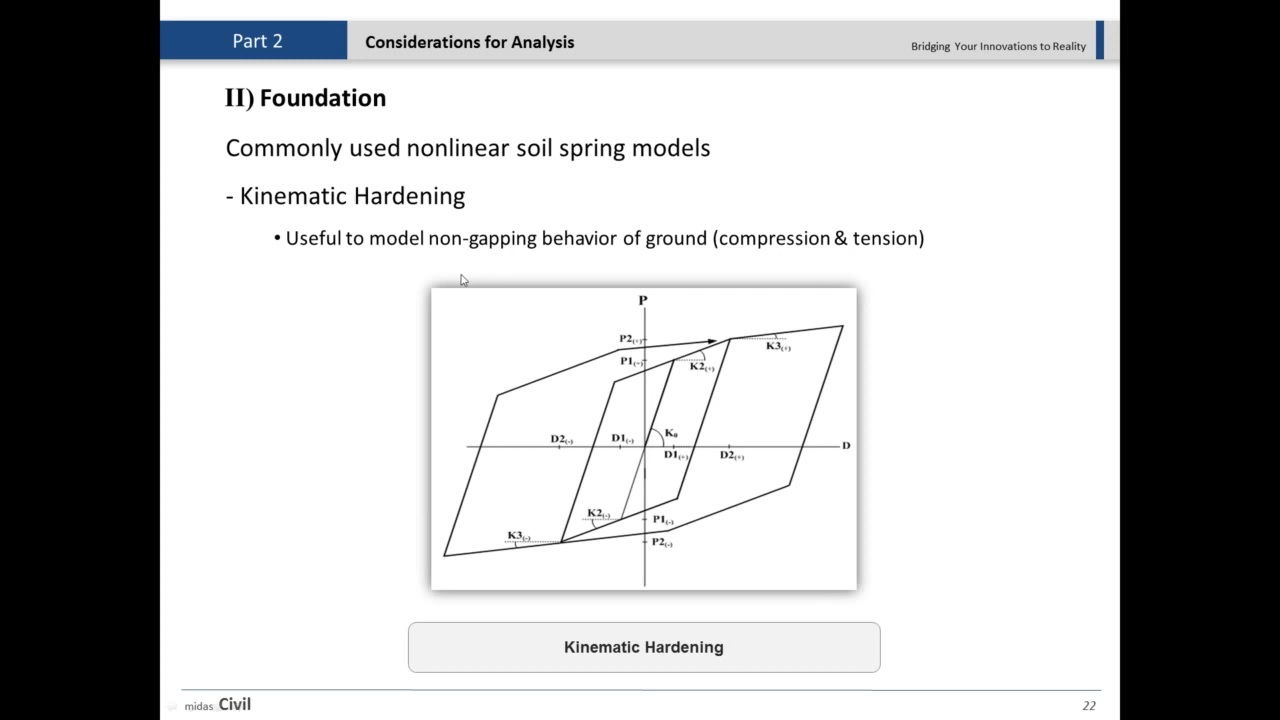 Part 2
Considerations for Analysis
Bridging Your Innovations to Reality
II) Foundation
Commonly used nonlinear soil spring models
- Kinematic Hardening
• Useful to model non-gapping behavior of ground (compression & tension)
P
P2(+)
P1(+)
K3(+)
K2(+)
K0
D2(-)
D1(-)
D
D1(+)
D2(+)
K2(-)
P1(-)
K3(-)
P2(-)
Kinematic Hardening
midas Civil
22